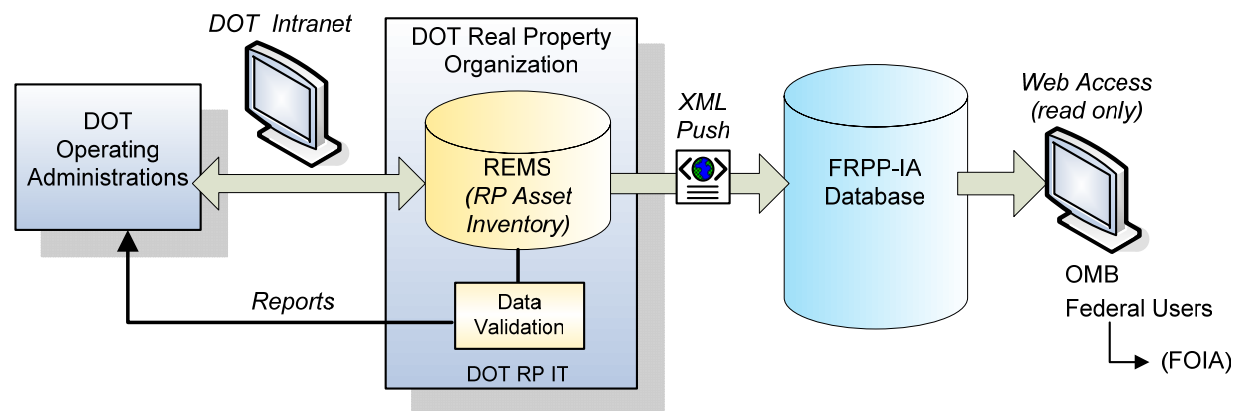 DOT Intranet
DOT
Operating
Administrations
Reports
DOT Real Property
Organization
REMS
(RP Asset
Inventory)
Data
Validation
DOT RP IT
XML
Push
FRPP-IA
Database
Web Access
(read only)
OMB
Federal Users
(FOIA)